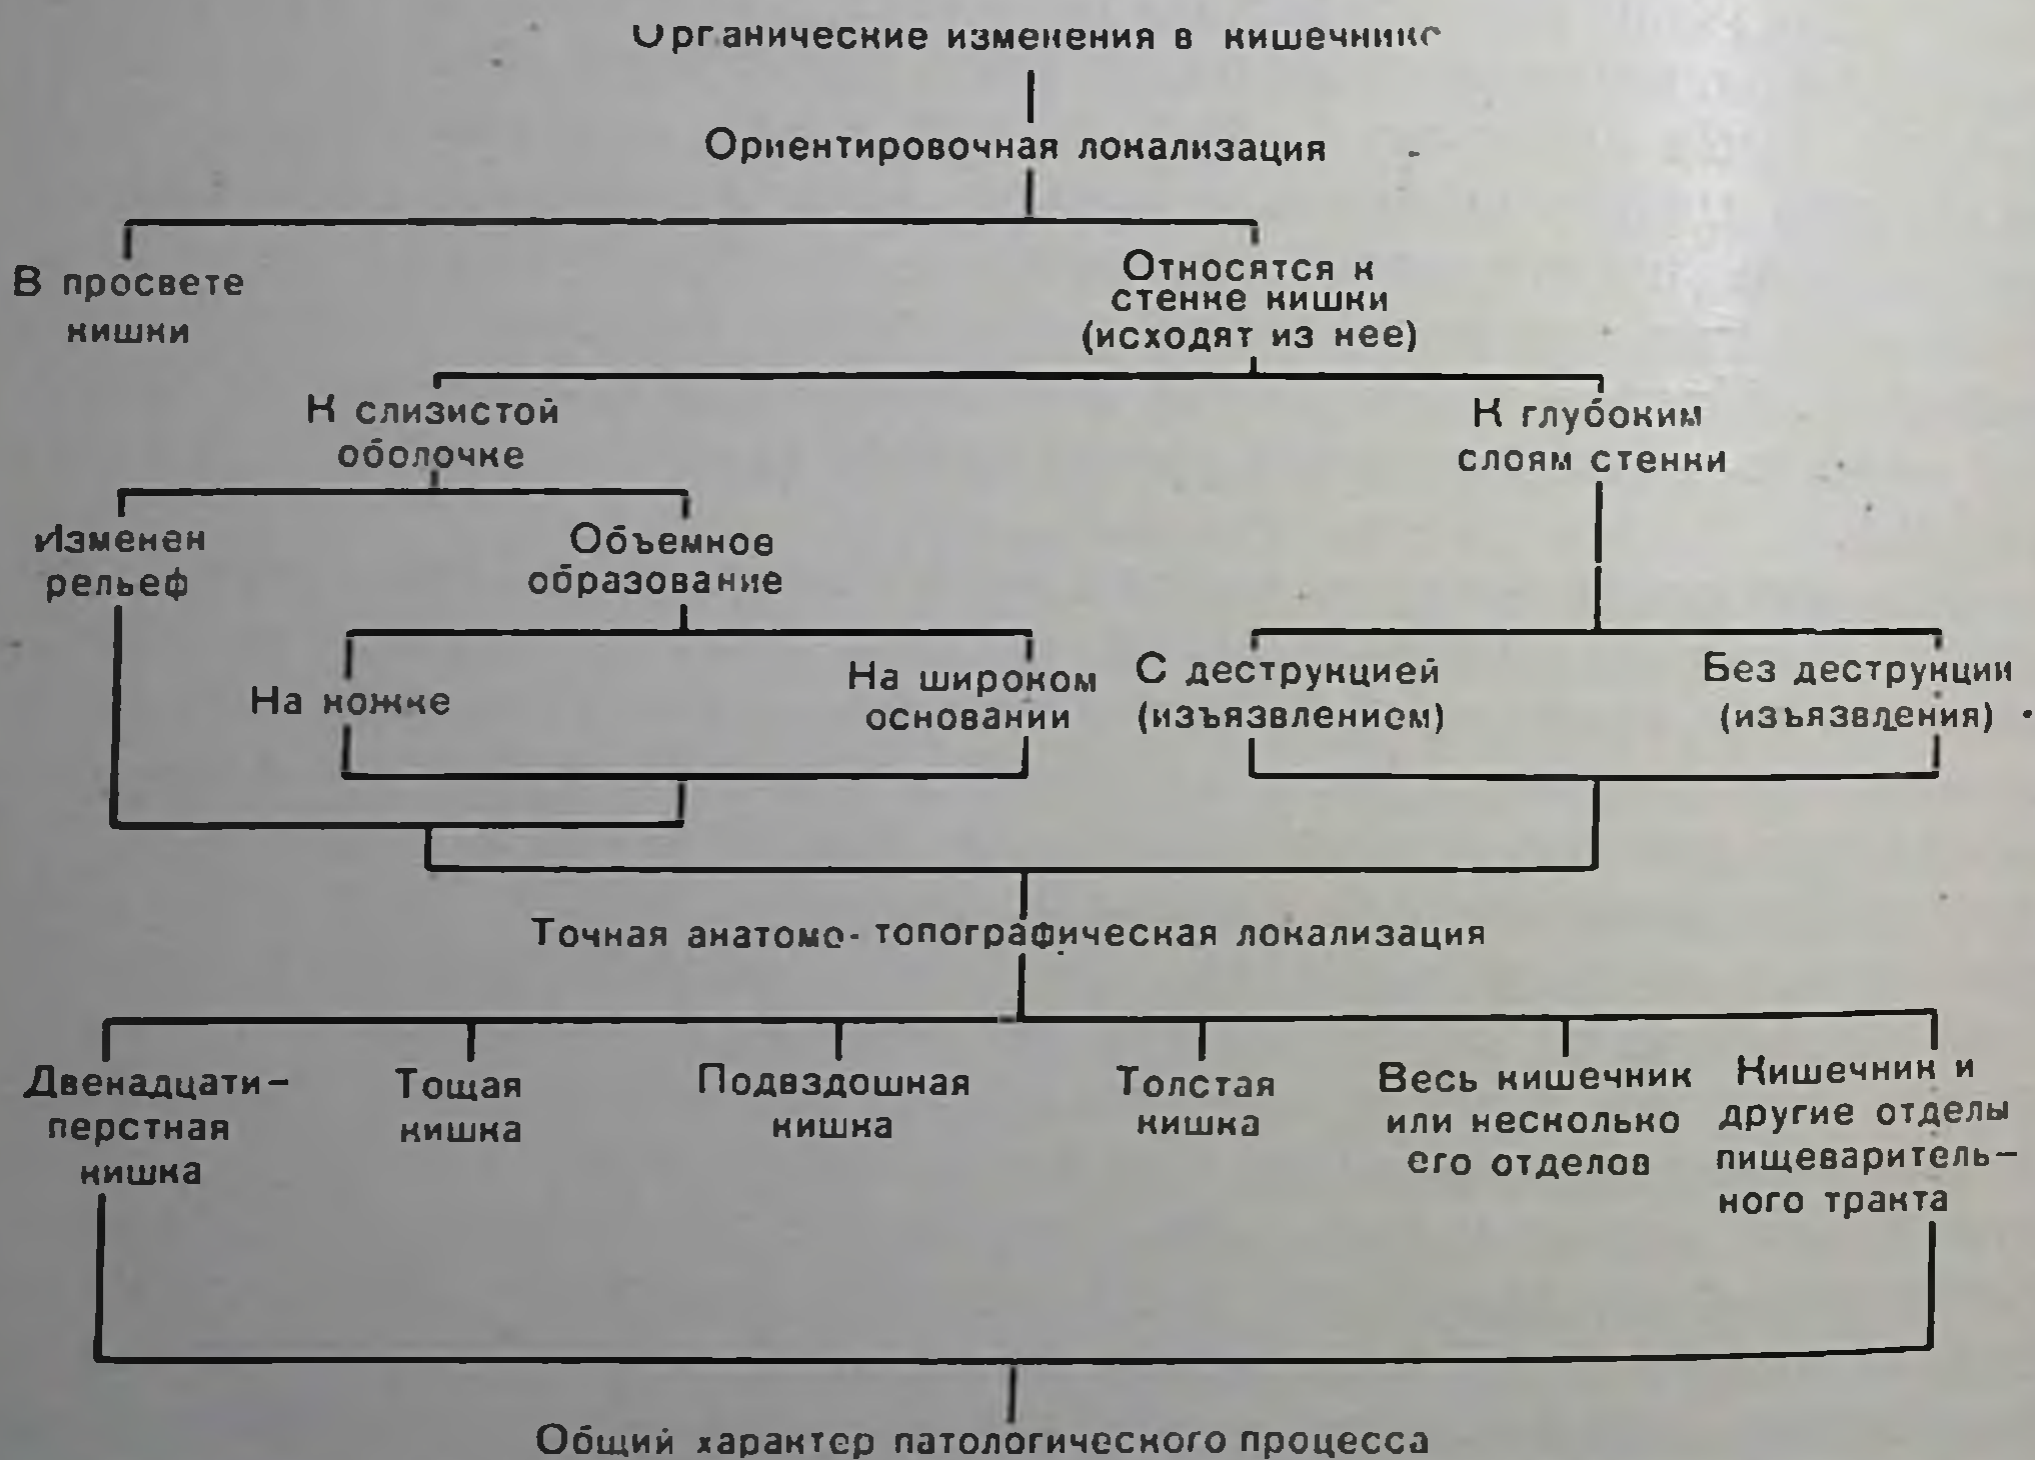 Органические изменения в кишечнике
Ориентировочная локализация
В просвете
кишки
Относятся к
стенке кишки
(исходят из нее)
К слизистой
оболочке
К глубоким
слоям стенки
Изменен
рельеф
Объемное
образование
На ножке
На широком
основании
С деструкцией
(изъязвлением)
Без деструкции
(изъязвления)
Точная анатомо-топографическая локализация
Двенадцати-
перстная
кишка
Тощая
кишка
Подвздошная
кишка
Толстая
кишка
Весь кишечник
или несколько
его отделов
Кишечник и
другие отделы
пищеваритель-
ного тракта
Общий характер патологического процесса